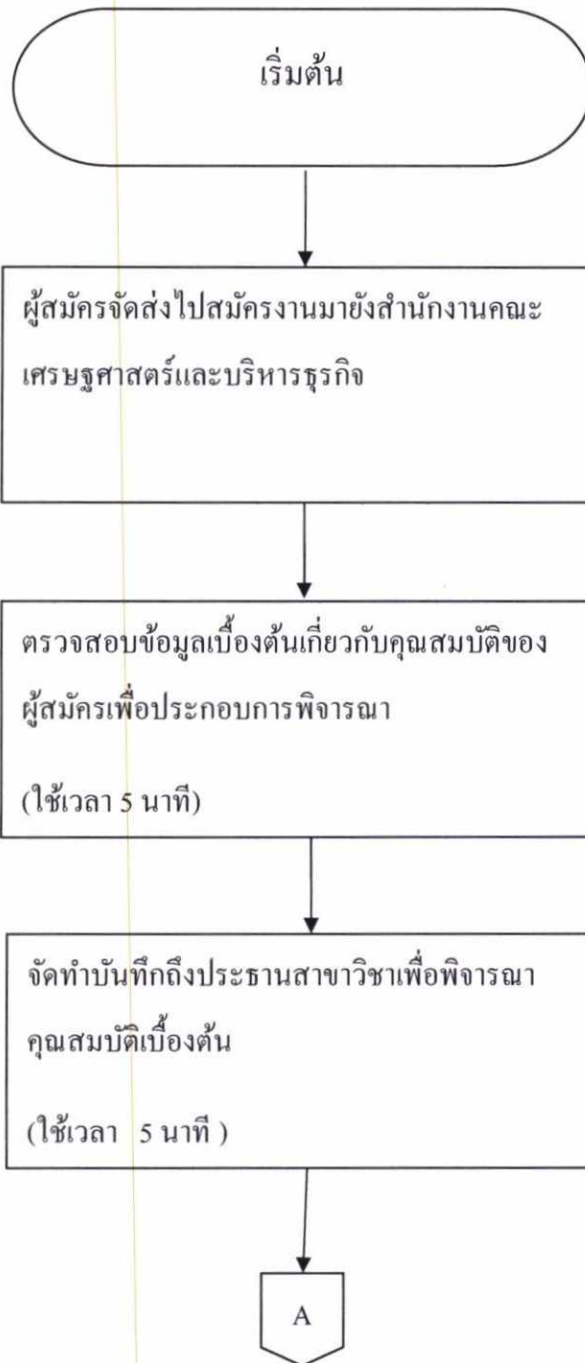 เริ่มต้น
ผู้สมัครจัดส่งไปสมัครงานมายังสำนักงานคณะ
เศรษฐศาสตร์และบริหารธุรกิจ
ตรวจสอบข้อมูลเบื้องต้นเกี่ยวกับคุณสมบัติของ
ผู้สมัครเพื่อประกอบการพิจารณา
(ใช้เวลา 5 นาที)
จัดทำบันทึกถึงประธานสาขาวิชาเพื่อพิจารณา
คุณสมบัติเบื้องต้น
(ใช้เวลา 5 นาที )
A